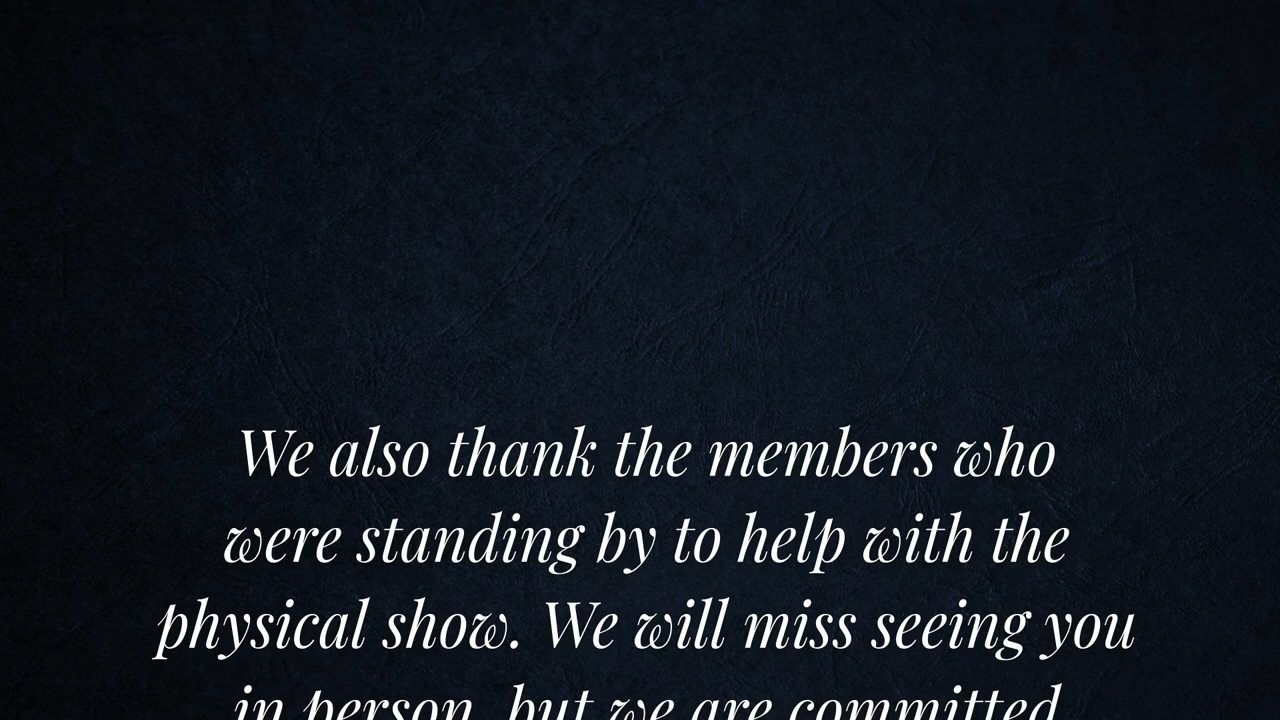 We also thank the members who
were standing by to help with the
physical show. We will miss seeing you
in person, but we are committed